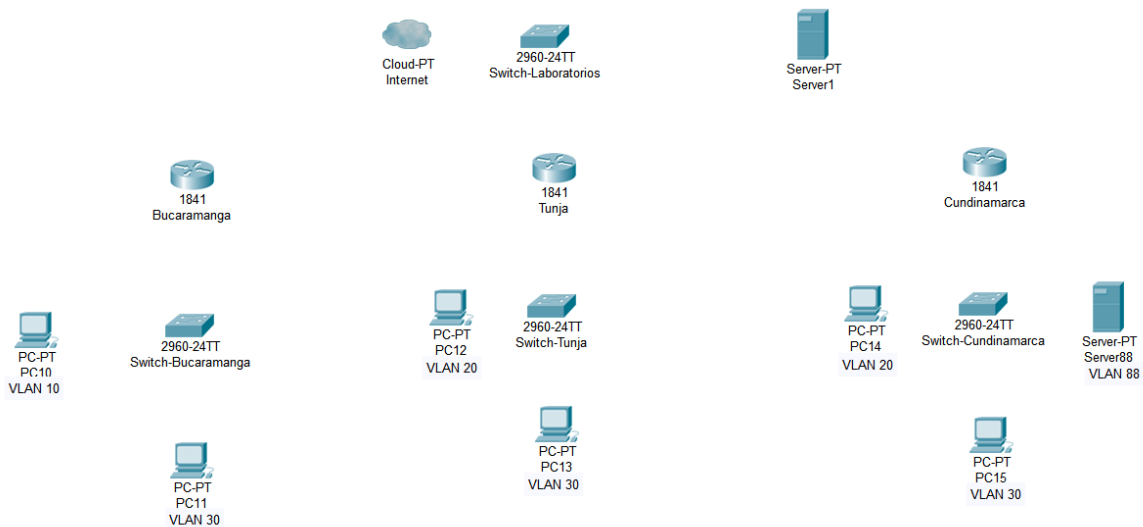 Cloud-PT
Internet
2960-24TT
Switch-Laboratorios
Server-PT
Server1
1841
Bucaramanga
1841
Tunja
1841
Cundinamarca
PC-PT
PC10
VLAN 10
2960-24TT
Switch-Bucaramanga
PC-PT
PC12
VLAN 20
2960-24TT
Switch-Tunja
PC-PT
PC14
VLAN 20
2960-24TT
Switch-Cundinamarca
Server-PT
Server88
VLAN 88
PC-PT
PC11
VLAN 30
PC-PT
PC13
VLAN 30
PC-PT
PC15
VLAN 30